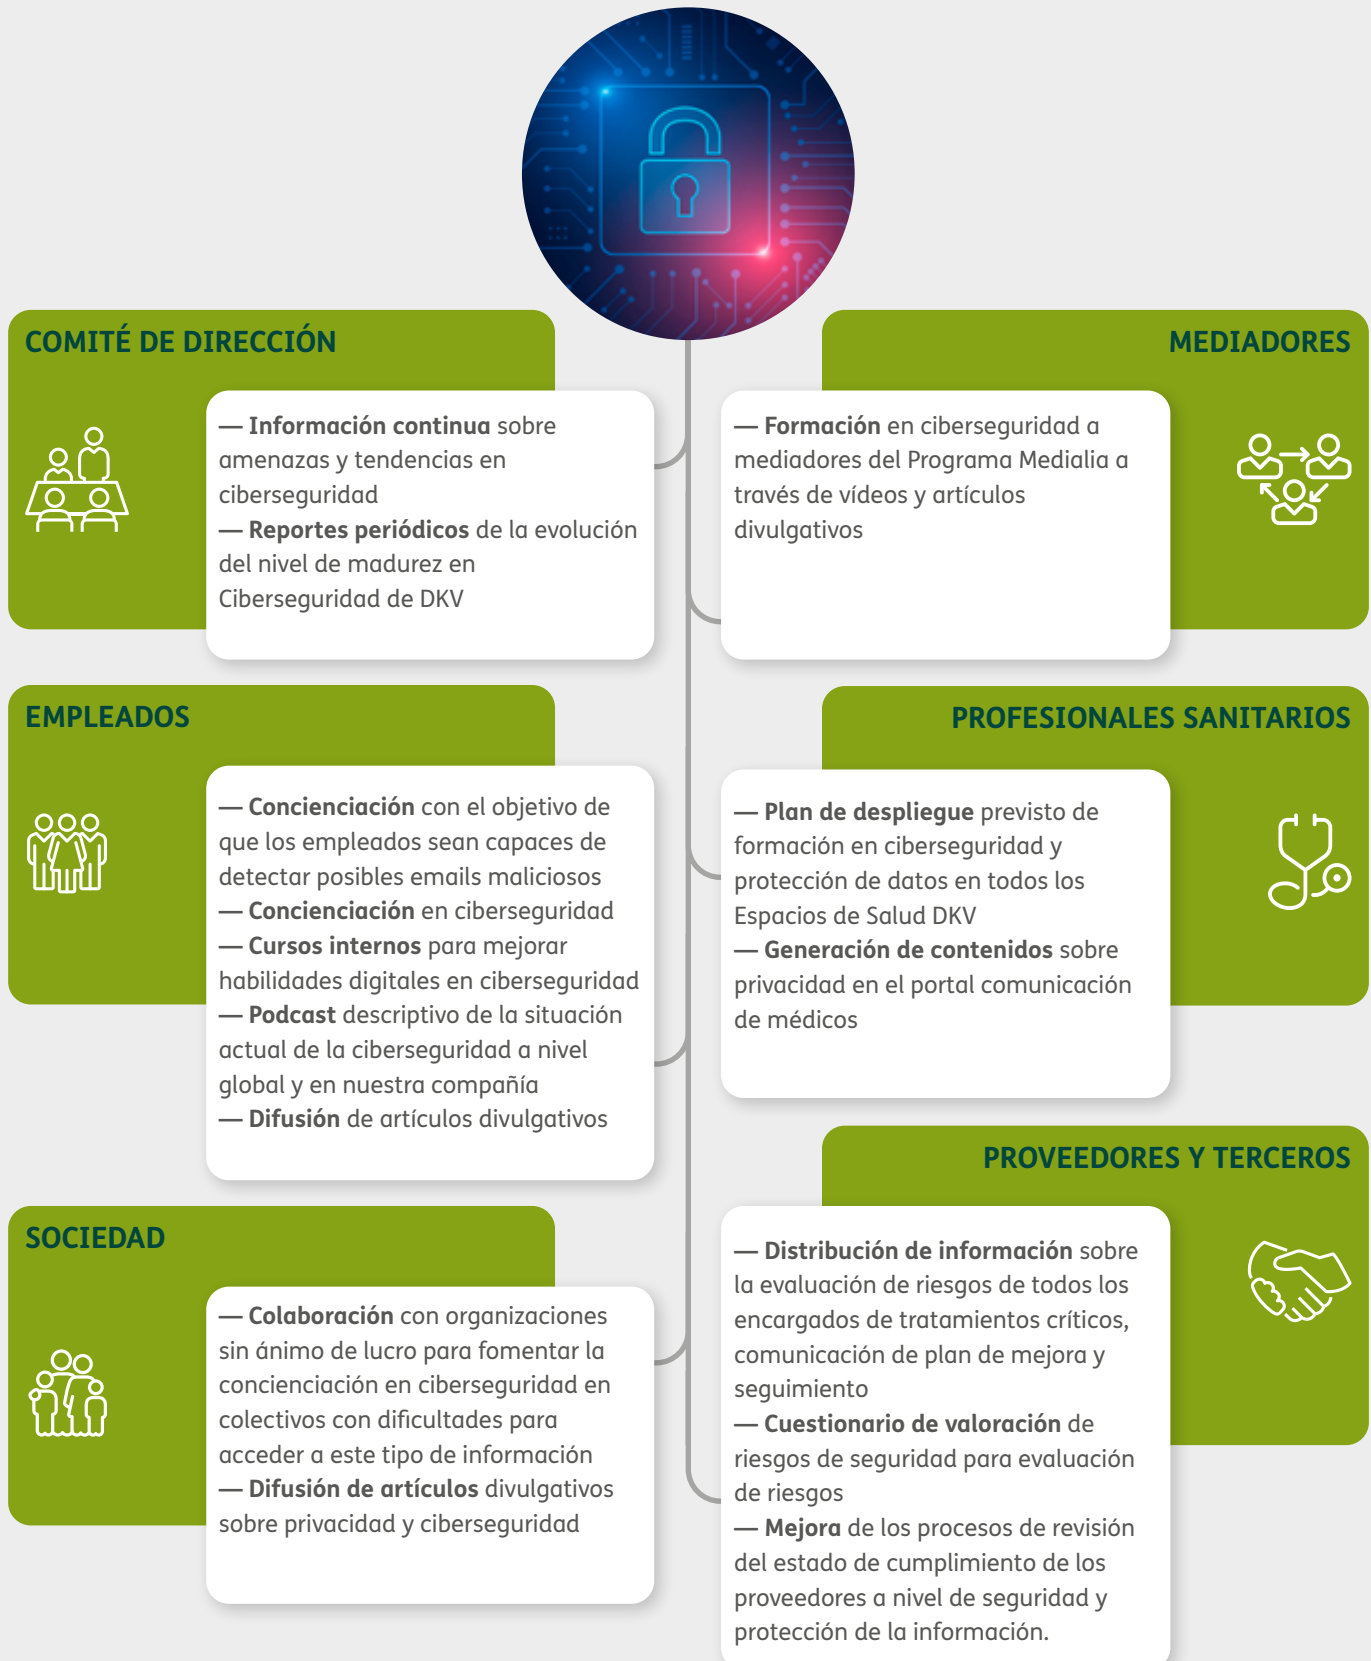 COMITÉ DE DIRECCIÓN
— Información continua sobre
amenazas y tendencias en
ciberseguridad
— Reportes periódicos de la evolución
del nivel de madurez en
Ciberseguridad de DKV
MEDIADORES
— Formación en ciberseguridad a
mediadores del Programa Medialia a
través de vídeos y artículos
divulgativos
EMPLEADOS
— Concienciación con el objetivo de
que los empleados sean capaces de
detectar posibles emails maliciosos
— Concienciación en ciberseguridad
— Cursos internos para mejorar
habilidades digitales en ciberseguridad
— Podcast descriptivo de la situación
actual de la ciberseguridad a nivel
global y en nuestra compañía
— Difusión de artículos divulgativos
PROFESIONALES SANITARIOS
— Plan de despliegue previsto de
formación en ciberseguridad y
protección de datos en todos los
Espacios de Salud DKV
— Generación de contenidos sobre
privacidad en el portal comunicación
de médicos
SOCIEDAD
— Colaboración con organizaciones
sin ánimo de lucro para fomentar la
concienciación en ciberseguridad en
colectivos con dificultades para
acceder a este tipo de información
— Difusión de artículos divulgativos
sobre privacidad y ciberseguridad
PROVEEDORES Y TERCEROS
— Distribución de información sobre
la evaluación de riesgos de todos los
encargados de tratamientos críticos,
comunicación de plan de mejora y
seguimiento
— Cuestionario de valoración de
riesgos de seguridad para evaluación
de riesgos
— Mejora de los procesos de revisión
del estado de cumplimiento de los
proveedores a nivel de seguridad y
protección de la información.